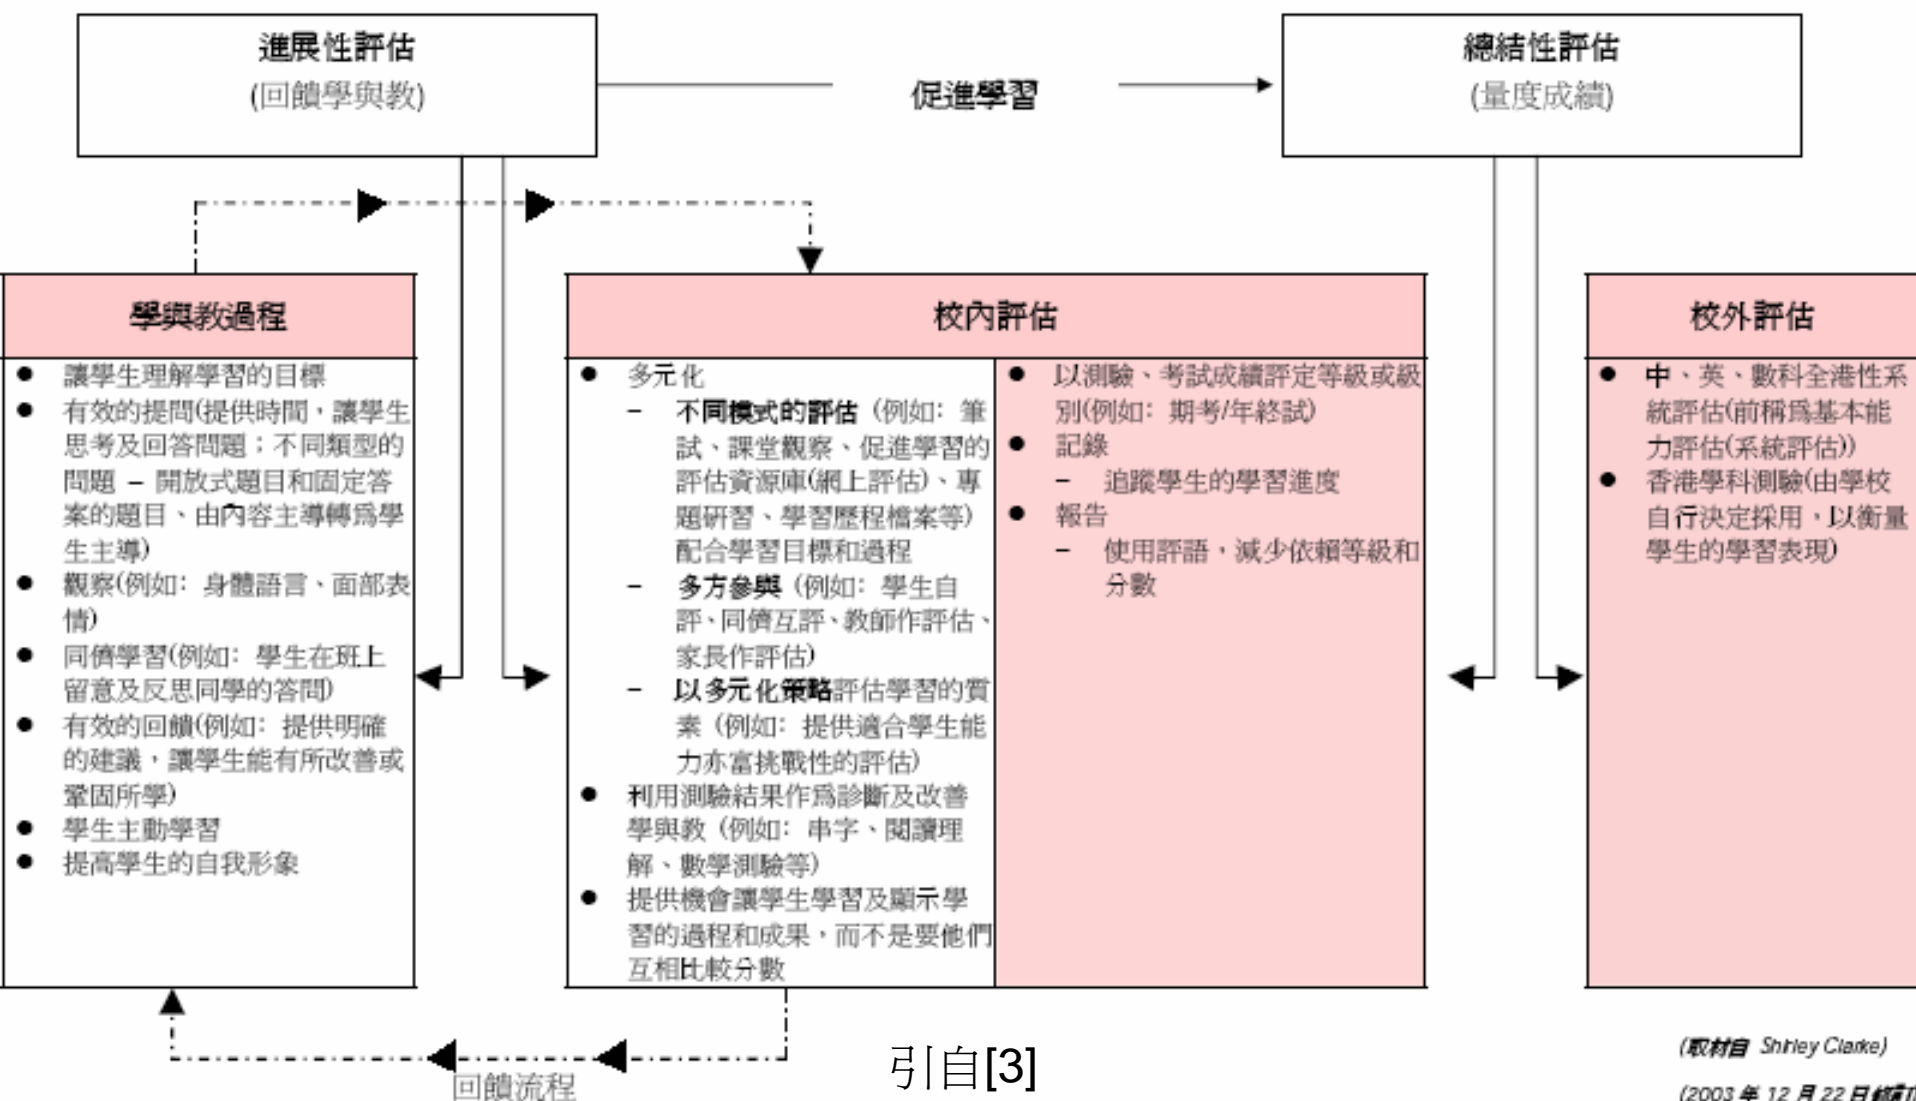 進展性評估
(回饋學與教)
促進學習
總結性評估
(量度成績)
學與教過程
● 讓學生理解學習的目標
● 有效的提問(提供時間，讓學生
思考及回答問題；不同類型的
問題 – 開放式題目和固定答
案的題目、由內容主導轉爲學
生主導)
● 觀察(例如: 身體語言、面部表
情)
● 同儕學習(例如: 學生在班上
留意及反思同學的答問)
● 有效的回饋(例如: 提供明確
的建議，讓學生能有所改善或
鞏固所學)
● 學生主動學習
● 提高學生的自我形象
校內評估
● 多元化
– 不同模式的評估 (例如: 筆
試、課堂觀察、促進學習的
評估資源庫(網上評估)、專
題研習、學習歷程檔案等)
配合學習目標和過程
– 多方參與 (例如: 學生自
評、同儕互評、教師作評估、
家長作評估)
– 以多元化策略評估學習的質
素 (例如: 提供適合學生能
力亦富挑戰性的評估)
● 利用測驗結果作爲診斷及改善
學與教 (例如: 串字、閱讀理
解、數學測驗等)
● 提供機會讓學生學習及顯示學
習的過程和成果，而不是要他們
互相比較分數
● 以測驗、考試成績評定等級或級
別(例如: 期考/年終試)
● 記錄
– 追蹤學生的學習進度
● 報告
– 使用評語，減少依賴等級和
分數
校外評估
● 中、英、數科全港性系
統評估(前稱爲基本能
力評估(系統評估))
● 香港學科測驗(由學校
自行決定採用，以衡量
學生的學習表現)
回饋流程
引自[3]
(取材自 Shirley Clarke)
(2003 年 12 月 22 日修訂